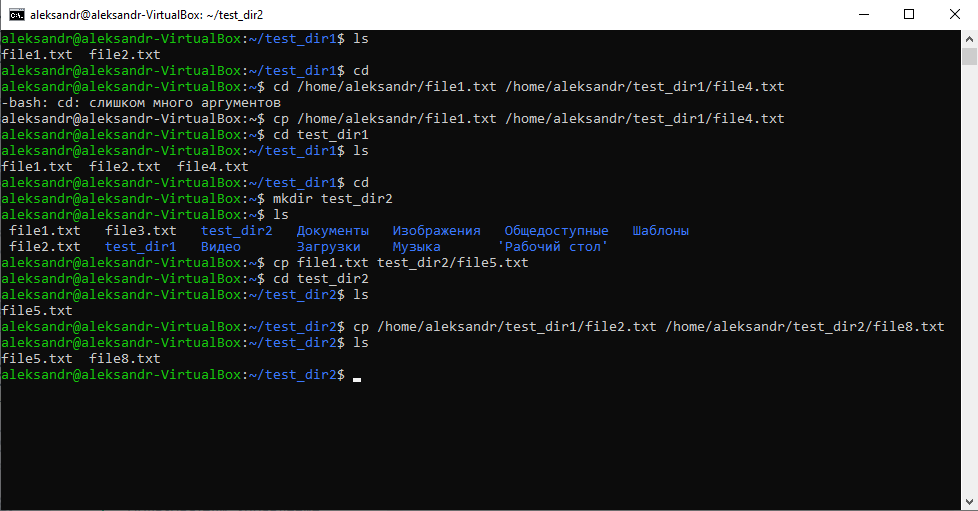 aleksandr@aleksandr-VirtualBox: ~/test_dir2
aleksandr@aleksandr-VirtualBox:~/test_dir1$ ls
file1.txt  file2.txt
aleksandr@aleksandr-VirtualBox:~/test_dir1$ cd
aleksandr@aleksandr-VirtualBox:~$ cd /home/aleksandr/file1.txt /home/aleksandr/test_dir1/file4.txt
-bash: cd: слишком много аргументов
aleksandr@aleksandr-VirtualBox:~$ cp /home/aleksandr/file1.txt /home/aleksandr/test_dir1/file4.txt
aleksandr@aleksandr-VirtualBox:~$ cd test_dir1
aleksandr@aleksandr-VirtualBox:~/test_dir1$ ls
file1.txt  file2.txt  file4.txt
aleksandr@aleksandr-VirtualBox:~/test_dir1$ cd
aleksandr@aleksandr-VirtualBox:~$ mkdir test_dir2
aleksandr@aleksandr-VirtualBox:~$ ls
file1.txt   file3.txt   test_dir2   Документы   Изображения   Общедоступные   Шаблоны
file2.txt   test_dir1   Видео       Загрузки    Музыка       'Рабочий стол'
aleksandr@aleksandr-VirtualBox:~$ cp file1.txt test_dir2/file5.txt
aleksandr@aleksandr-VirtualBox:~$ cd test_dir2
aleksandr@aleksandr-VirtualBox:~/test_dir2$ ls
file5.txt
aleksandr@aleksandr-VirtualBox:~/test_dir2$ cp /home/aleksandr/test_dir1/file2.txt /home/aleksandr/test_dir2/file8.txt
aleksandr@aleksandr-VirtualBox:~/test_dir2$ ls
file5.txt  file8.txt
aleksandr@aleksandr-VirtualBox:~/test_dir2$